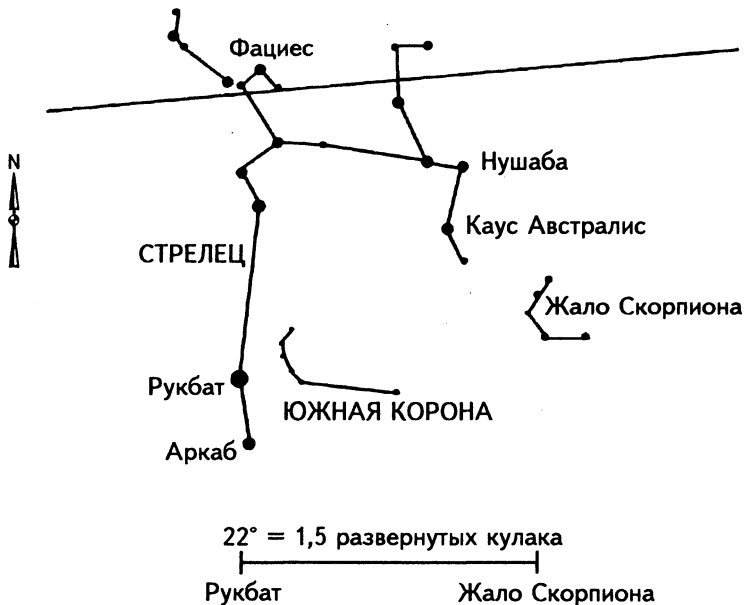 Фациес
N
Нушаба
Каус Австралис
СТРЕЛЕЦ
Жало Скорпиона
Рукбат
ЮЖНАЯ КОРОНА
Аркаб
22° = 1,5 развернутых кулака
Рукбат Жало Скорпиона